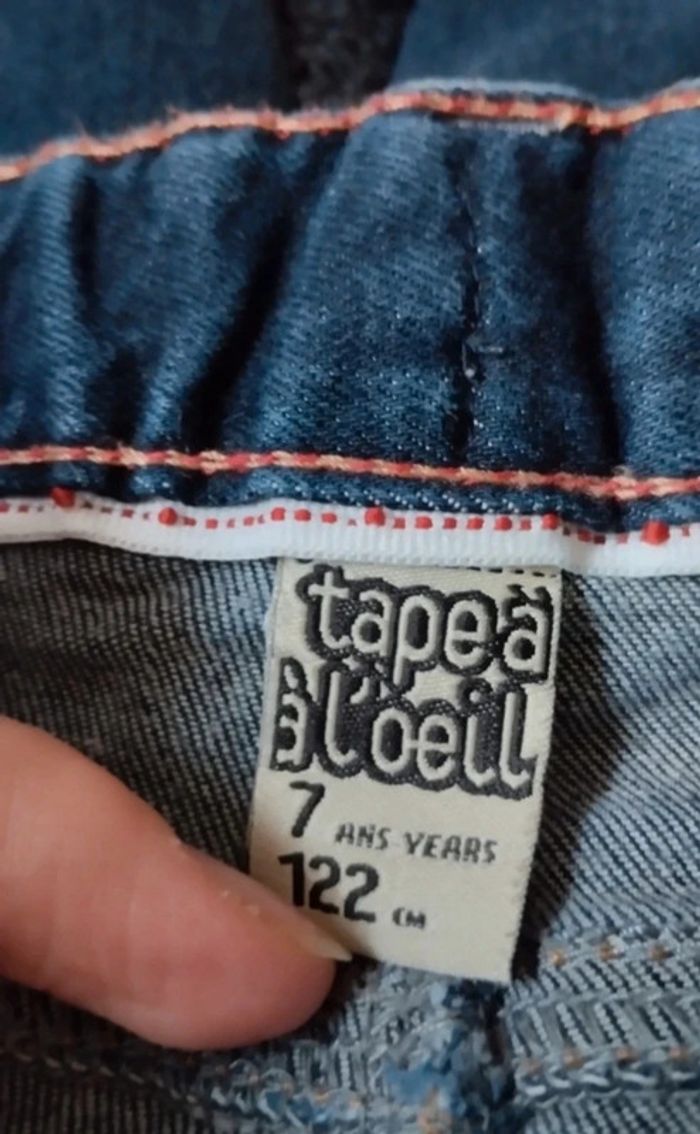 tape à
à l'oeil
7 ANS YEARS
122 CM